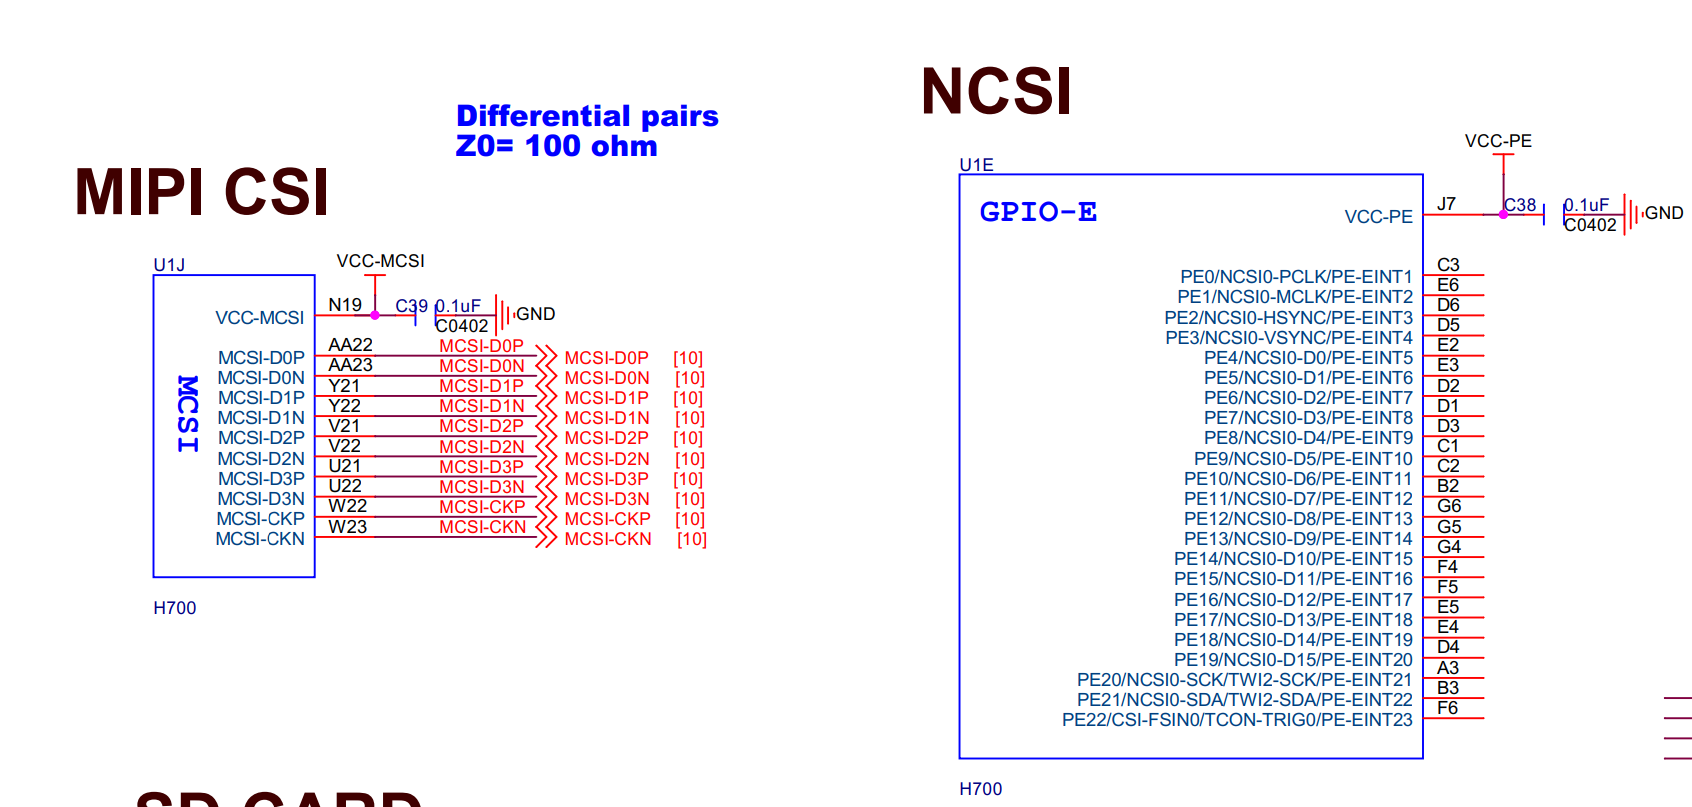 MIPI CSI
Differential pairs
Z0= 100 ohm
U1J
VCC-MCSI
MCSI
VCC-MCSI N19 C39 0.1uF GND
C0402
MCSI-D0P AA22 MCSI-D0P MCSI-D0P [10]
MCSI-D0N AA23 MCSI-D0N MCSI-D0N [10]
MCSI-D1P Y21 MCSI-D1P MCSI-D1P [10]
MCSI-D1N Y22 MCSI-D1N MCSI-D1N [10]
MCSI-D2P V21 MCSI-D2P MCSI-D2P [10]
MCSI-D2N V22 MCSI-D2N MCSI-D2N [10]
MCSI-D3P U21 MCSI-D3P MCSI-D3P [10]
MCSI-D3N U22 MCSI-D3N MCSI-D3N [10]
MCSI-CKP W22 MCSI-CKP MCSI-CKP [10]
MCSI-CKN W23 MCSI-CKN MCSI-CKN [10]
H700
NCSI
U1E
GPIO-E
VCC-PE
VCC-PE J7 C38 0.1uF GND
C0402
PE0/NCSI0-PCLK/PE-EINT1 C3
PE1/NCSI0-MCLK/PE-EINT2 E6
PE2/NCSI0-HSYNC/PE-EINT3 D6
PE3/NCSI0-VSYNC/PE-EINT4 D5
PE4/NCSI0-D0/PE-EINT5 E2
PE5/NCSI0-D1/PE-EINT6 E3
PE6/NCSI0-D2/PE-EINT7 D2
PE7/NCSI0-D3/PE-EINT8 D1
PE8/NCSI0-D4/PE-EINT9 D3
PE9/NCSI0-D5/PE-EINT10 C1
PE10/NCSI0-D6/PE-EINT11 C2
PE11/NCSI0-D7/PE-EINT12 B2
PE12/NCSI0-D8/PE-EINT13 G6
PE13/NCSI0-D9/PE-EINT14 G5
PE14/NCSI0-D10/PE-EINT15 G4
PE15/NCSI0-D11/PE-EINT16 F4
PE16/NCSI0-D12/PE-EINT17 F5
PE17/NCSI0-D13/PE-EINT18 E5
PE18/NCSI0-D14/PE-EINT19 E4
PE19/NCSI0-D15/PE-EINT20 D4
PE20/NCSI0-SCK/TWI2-SCK/PE-EINT21 A3
PE21/NCSI0-SDA/TWI2-SDA/PE-EINT22 B3
PE22/CSI-FSIN0/TCON-TRIG0/PE-EINT23 F6
H700
SD CARD